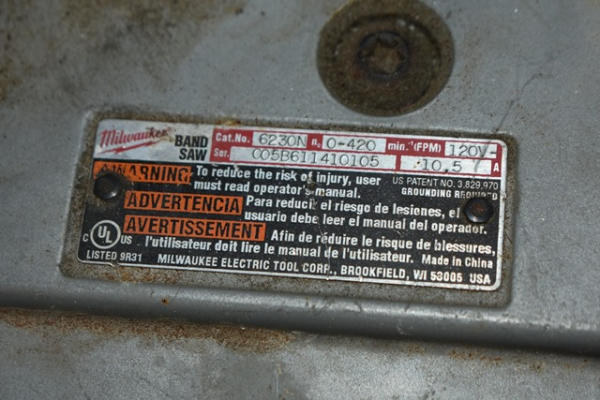 Milwaukee BAND SAW Cat.No. 6230N n₀ 0-420 min.⁻¹(FPM) 120V~
Ser. C05B611410105 10.5 A
WARNING To reduce the risk of injury, user US PATENT NO. 3,829,970
must read operator's manual. GROUNDING REQUIRED
ADVERTENCIA Para reducir el riesgo de lesiones, el
usuario debe leer el manual del operador.
AVERTISSEMENT Afin de réduire le risque de blessures,
C UL US l'utilisateur doit lire le manual de l'utilisateur. Made in China
LISTED 9R31 MILWAUKEE ELECTRIC TOOL CORP., BROOKFIELD, WI 53005 USA